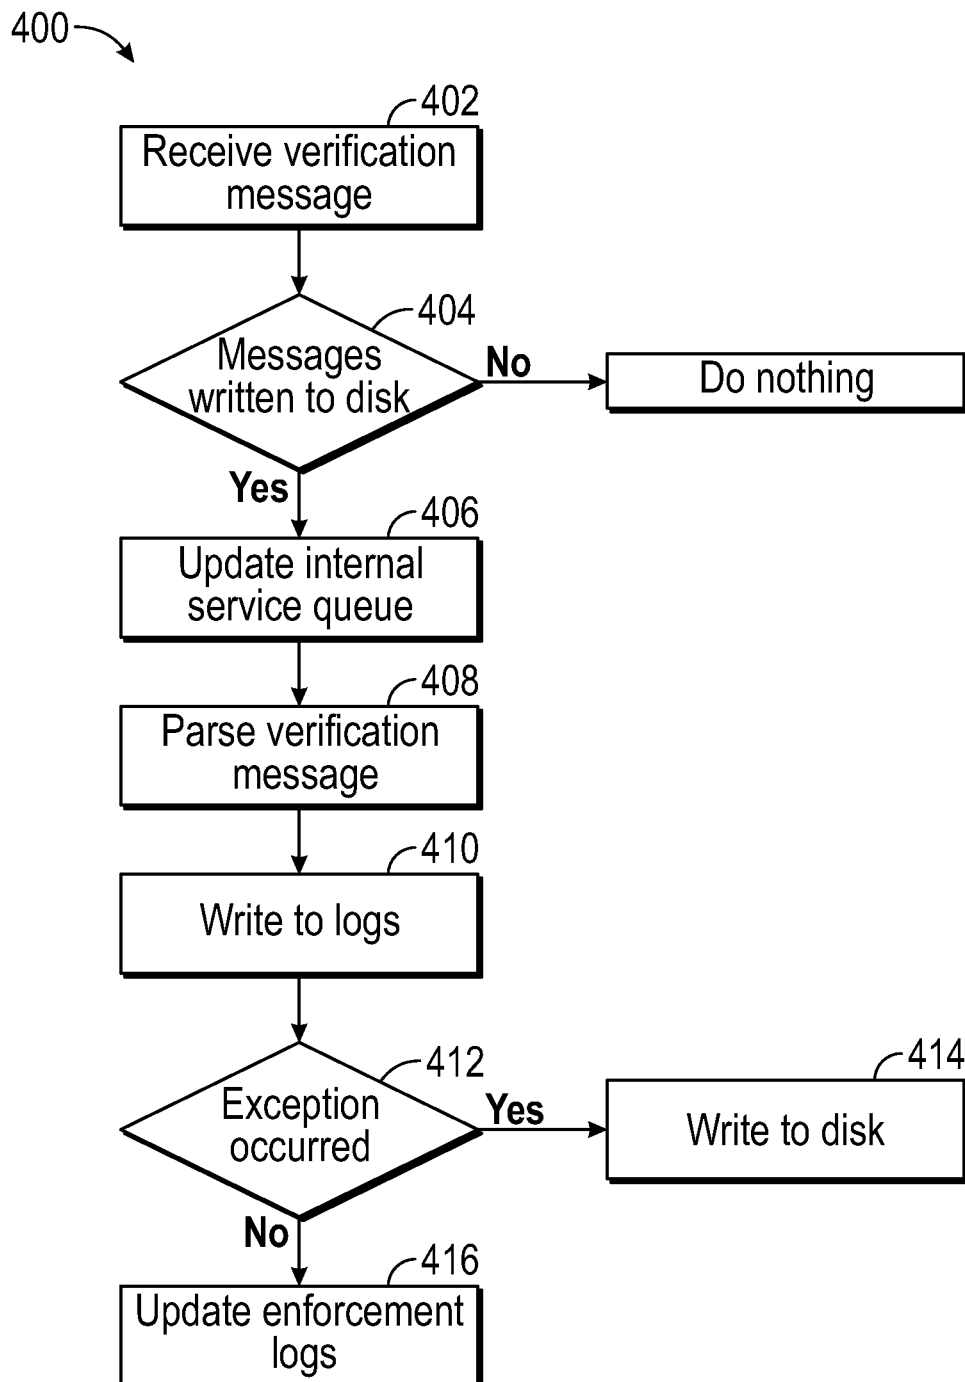 400
402
Receive verification
message
404
Messages
written to disk
No
Do nothing
Yes
406
Update internal
service queue
408
Parse verification
message
410
Write to logs
412
Exception
occurred
Yes
414
Write to disk
No
416
Update enforcement
logs